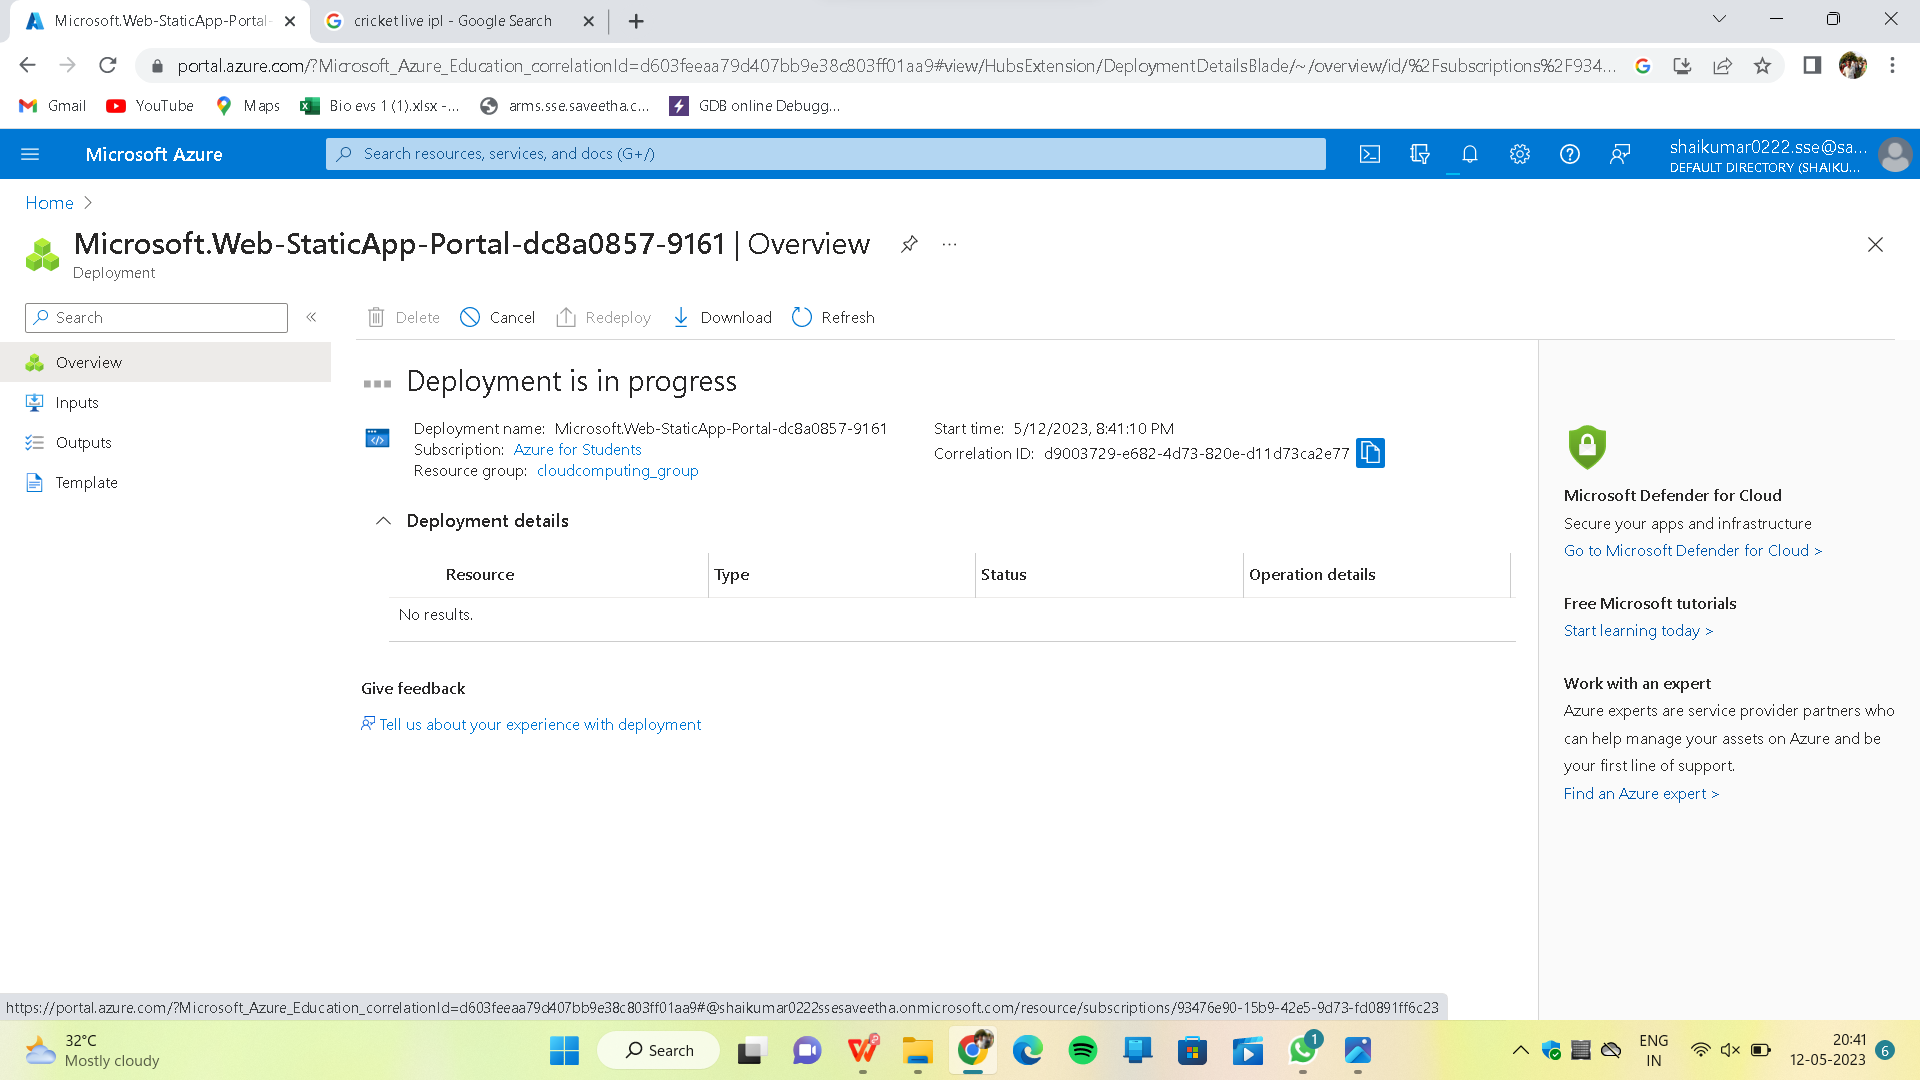 Microsoft.Web-StaticApp-Portal-
cricket live ipl - Google Search
portal.azure.com/?Microsoft_Azure_Education_correlationId=d603feeaa79d407bb9e38c803ff01aa9#view/HubsExtension/DeploymentDetailsBlade/~/overview/id/%2Fsubscriptions%2F934...
Gmail
YouTube
Maps
Bio evs 1 (1).xlsx -...
arms.sse.saveetha.c...
GDB online Debugg...
Microsoft Azure
Search resources, services, and docs (G+/)
shaikumar0222.sse@sa...
DEFAULT DIRECTORY (SHAIKU...
Home
Microsoft.Web-StaticApp-Portal-dc8a0857-9161 | Overview
Deployment
Search
Delete
Cancel
Redeploy
Download
Refresh
Overview
Inputs
Outputs
Template
Deployment is in progress
Deployment name: Microsoft.Web-StaticApp-Portal-dc8a0857-9161
Subscription: Azure for Students
Resource group: cloudcomputing_group
Start time: 5/12/2023, 8:41:10 PM
Correlation ID: d9003729-e682-4d73-820e-d11d73ca2e77
Deployment details
Resource
Type
Status
Operation details
No results.
Give feedback
Tell us about your experience with deployment
Microsoft Defender for Cloud
Secure your apps and infrastructure
Go to Microsoft Defender for Cloud >
Free Microsoft tutorials
Start learning today >
Work with an expert
Azure experts are service provider partners who
can help manage your assets on Azure and be
your first line of support.
Find an Azure expert >
https://portal.azure.com/?Microsoft_Azure_Education_correlationId=d603feeaa79d407bb9e38c803ff01aa9#@shaikumar0222ssesaveetha.onmicrosoft.com/resource/subscriptions/93476e90-15b9-42e5-9d73-fd0891ff6c23
32°C
Mostly cloudy
Search
1
ENG
IN
20:41
12-05-2023
6